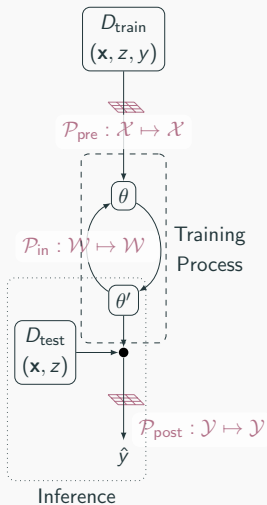 D_train
(x, z, y)
𝒫_pre : 𝒳 ↦ 𝒳
θ
𝒫_in : 𝒲 ↦ 𝒲
Training
Process
θ′
D_test
(x, z)
𝒫_post : 𝒴 ↦ 𝒴
ŷ
Inference